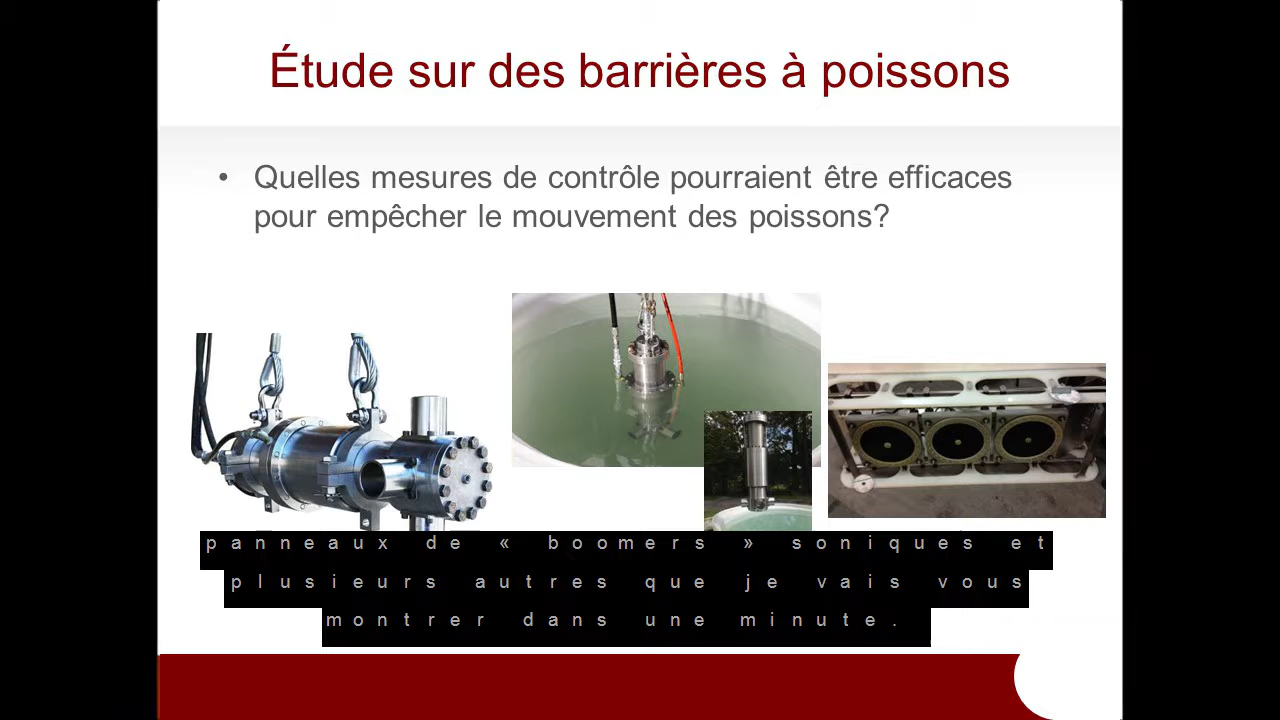 Étude sur des barrières à poissons
• Quelles mesures de contrôle pourraient être efficaces
pour empêcher le mouvement des poissons?
panneaux de « boomers » soniques et
plusieurs autres que je vais vous
montrer dans une minute.